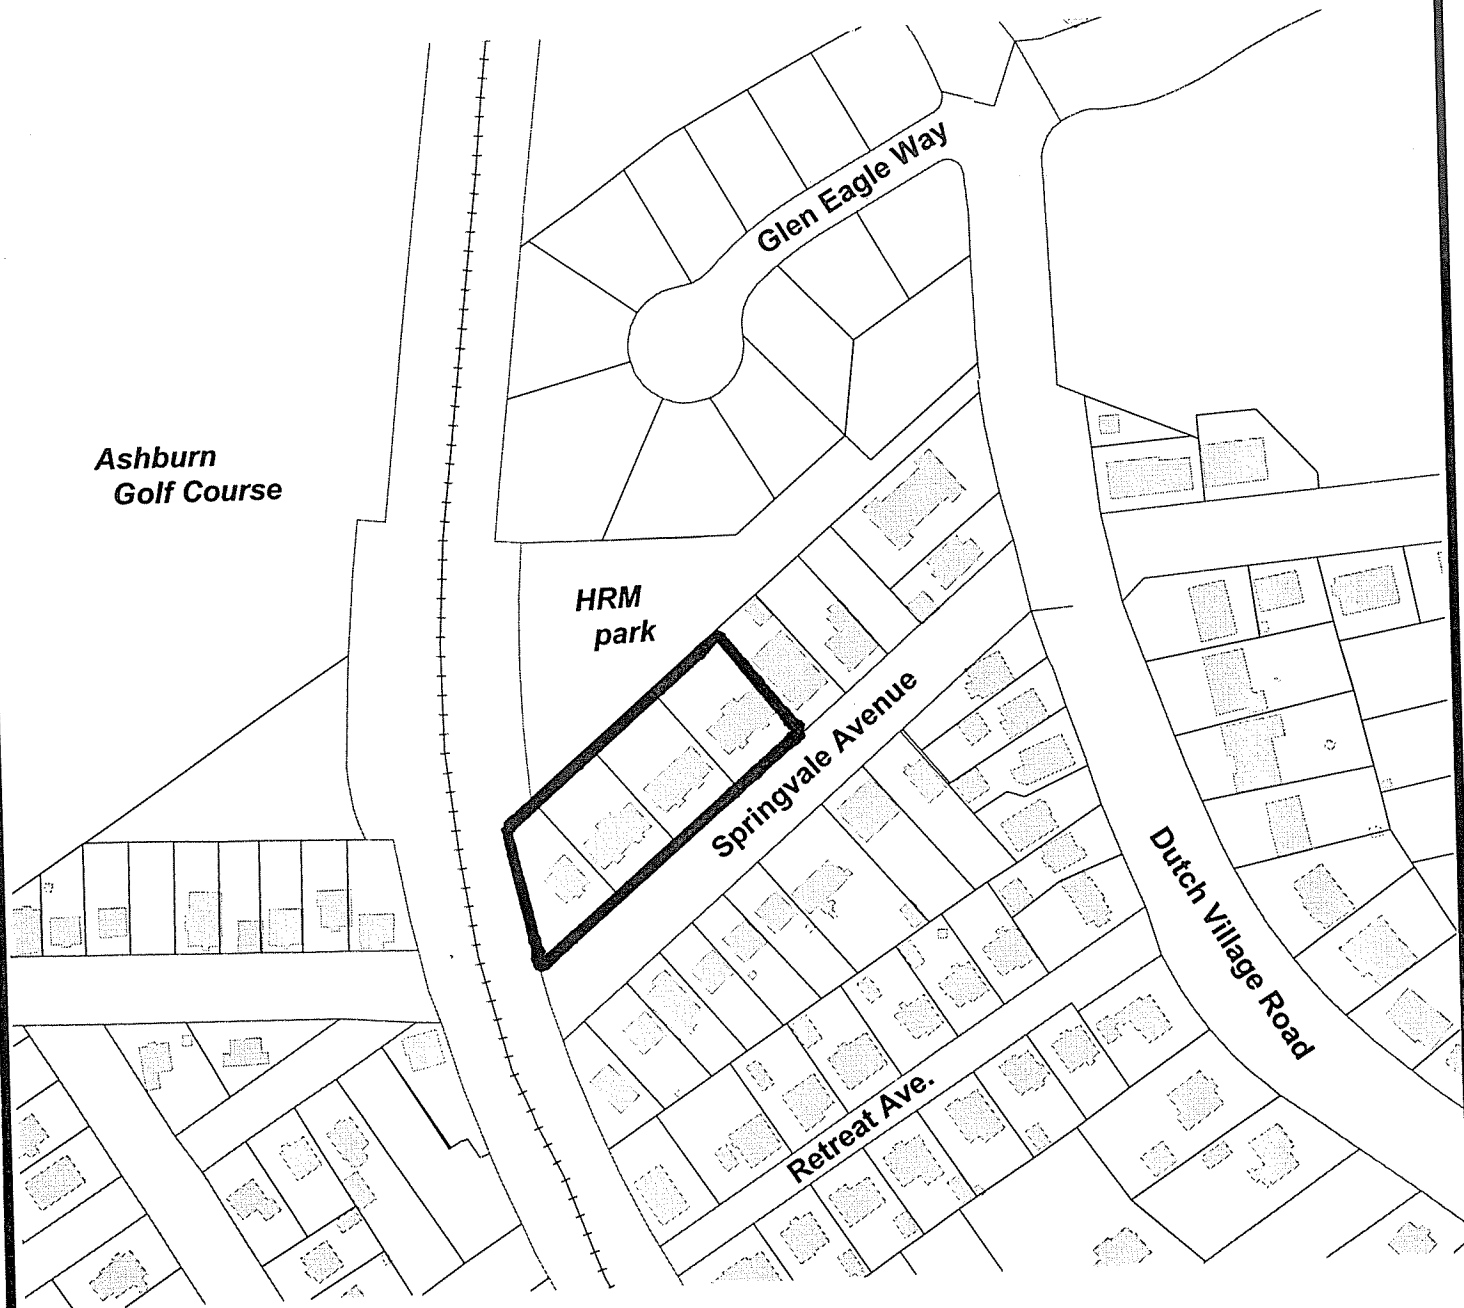 Glen Eagle Way
Ashburn
Golf Course
HRM
park
Springvale Avenue
Dutch Village Road
Retreat Ave.